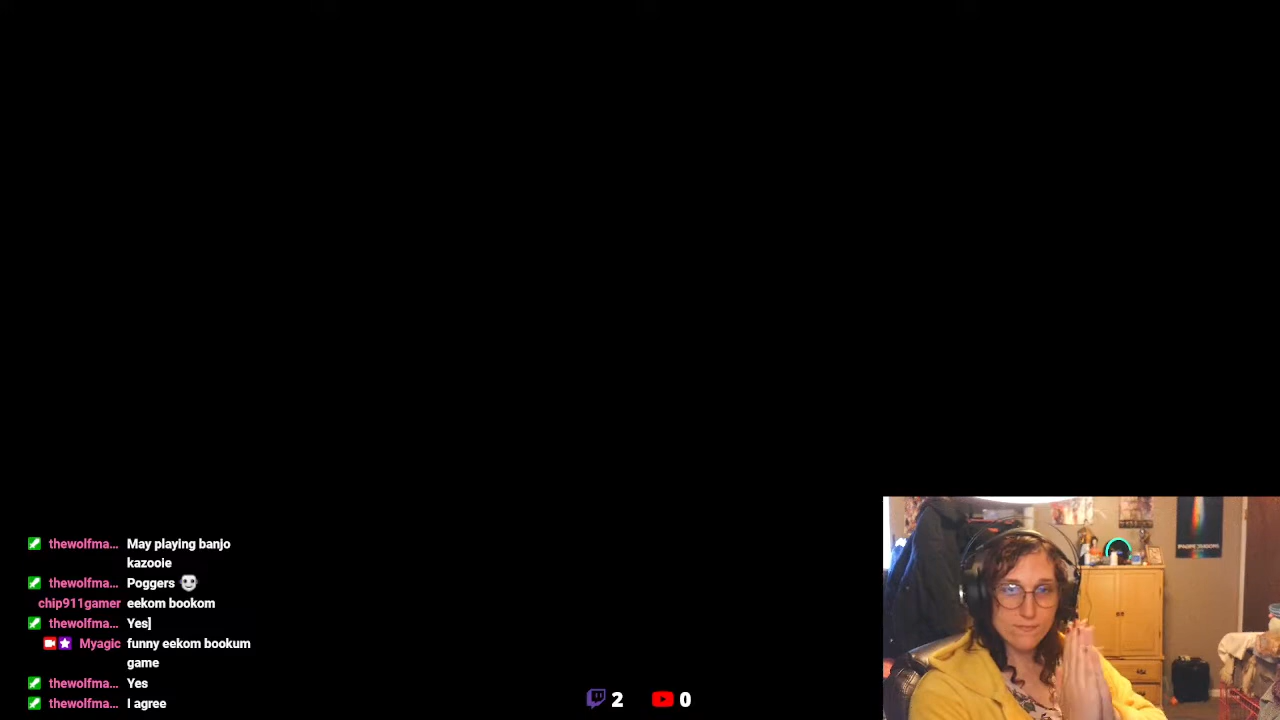 thewolfma... May playing banjo
kazooie
thewolfma... Poggers
chip911gamer eekom bookom
thewolfma... Yes]
Myagic funny eekom bookum
game
thewolfma... Yes
thewolfma... I agree
2 0